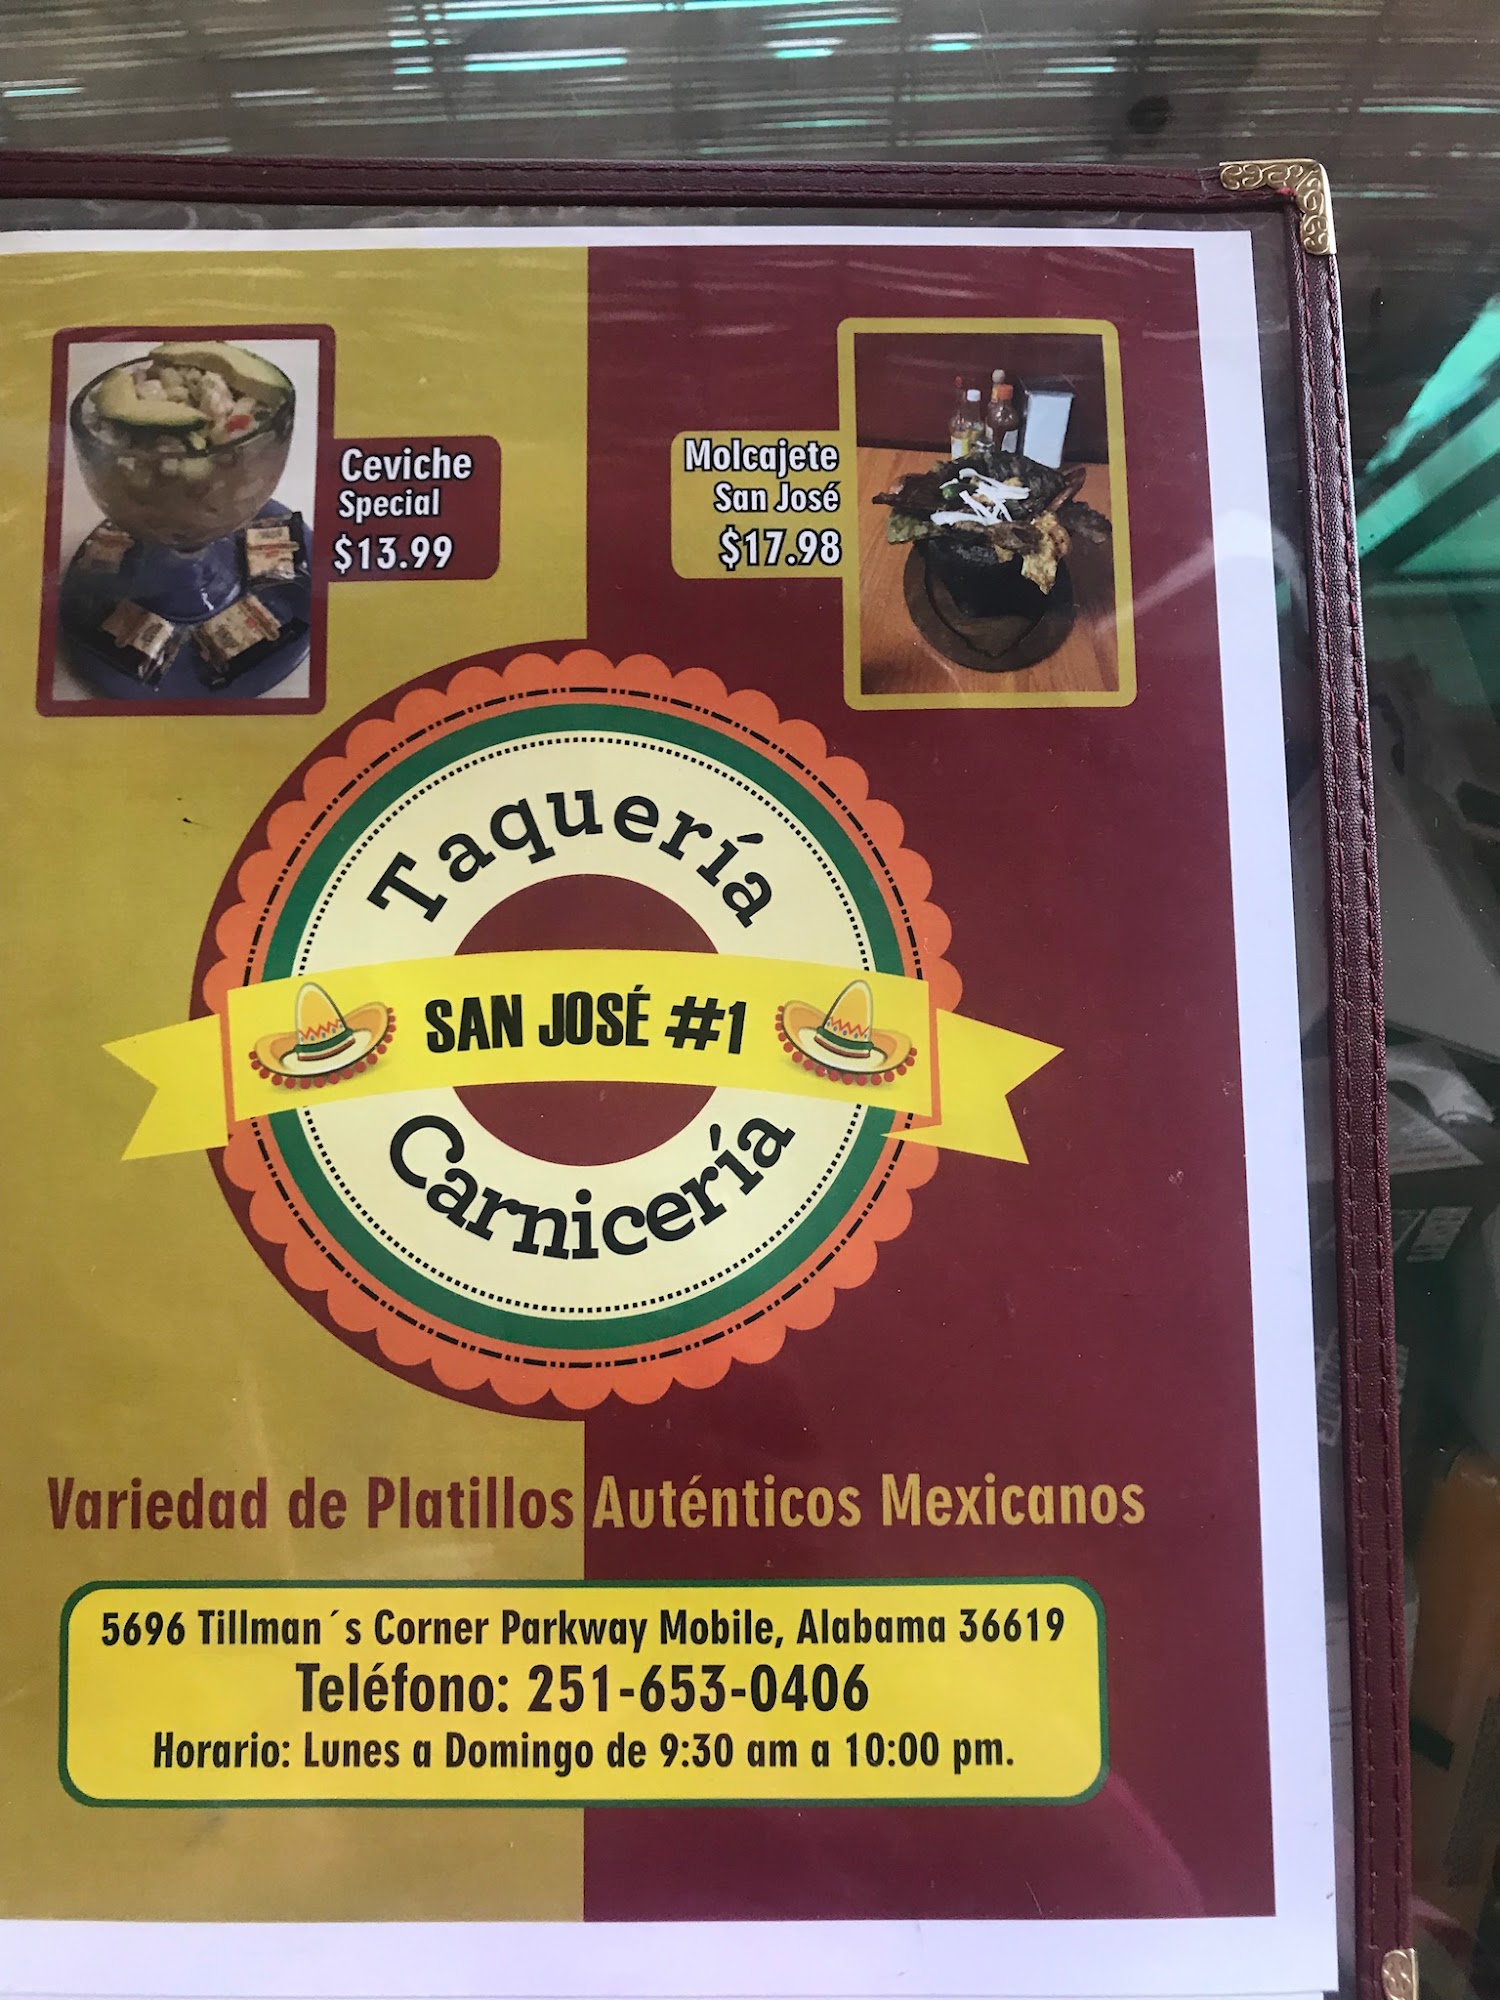 Ceviche
Special
$13.99
Molcajete
San José
$17.98
Taquería
SAN JOSÉ #1
Carnicería
Variedad de Platillos Auténticos Mexicanos
5696 Tillman´s Corner Parkway Mobile, Alabama 36619
Teléfono: 251-653-0406
Horario: Lunes a Domingo de 9:30 am a 10:00 pm.